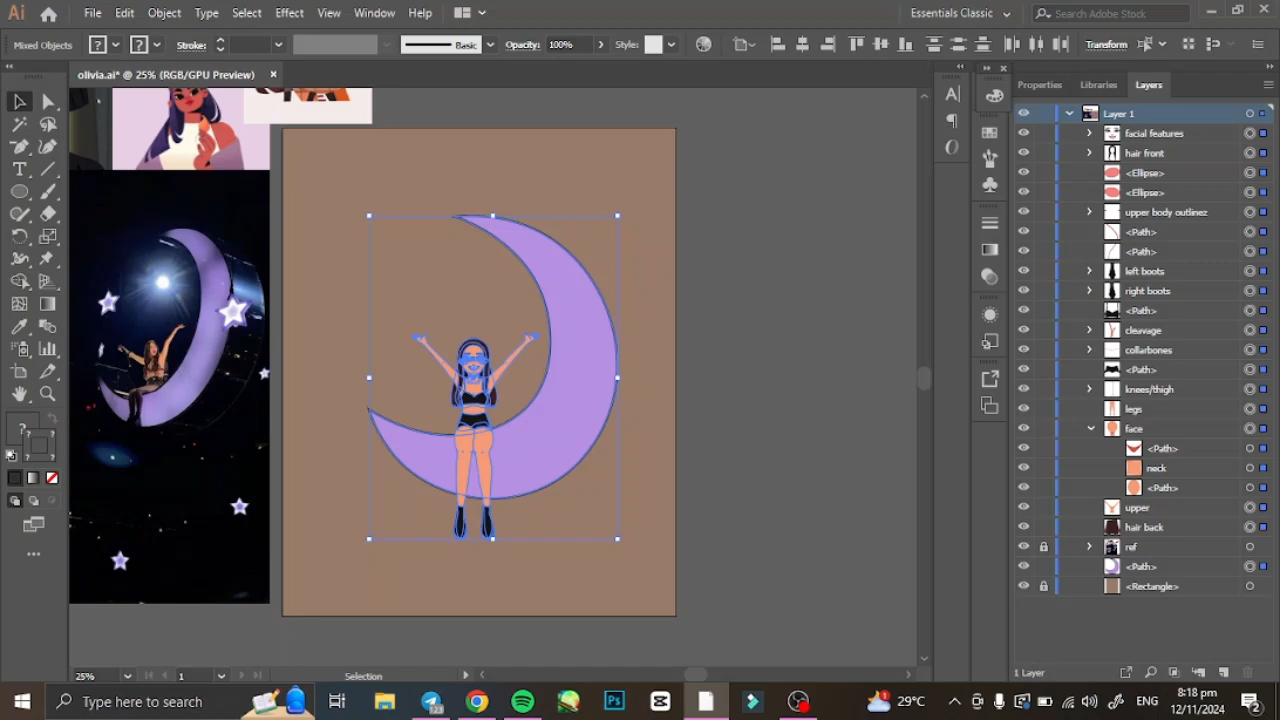 Ai File Edit Object Type Select Effect View Window Help Essentials Classic Search Adobe Stock
Mixed Objects ? ? Stroke: Basic Opacity: 100% Style: Transform
olivia.ai* @ 25% (RGB/GPU Preview) × Properties Libraries Layers
Layer 1
facial features
hair front
<Ellipse>
<Ellipse>
upper body outlinez
<Path>
<Path>
left boots
right boots
<Path>
cleavage
collarbones
<Path>
knees/thigh
legs
face
<Path>
neck
<Path>
upper
hair back
ref
<Path>
<Rectangle>
? ?
25% 1 Selection 1 Layer
Type here to search 123 Ps 1 29°C ENG 8:18 pm
12/11/2024 2